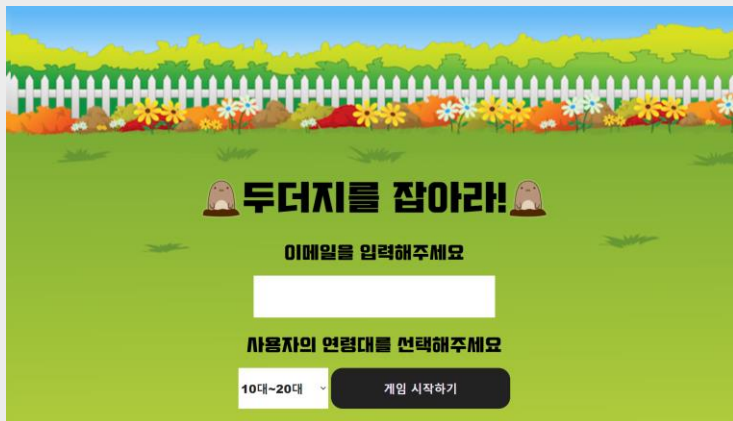 두더지를 잡아라!
이메일을 입력해주세요
사용자의 연령대를 선택해주세요
10대~20대
게임 시작하기